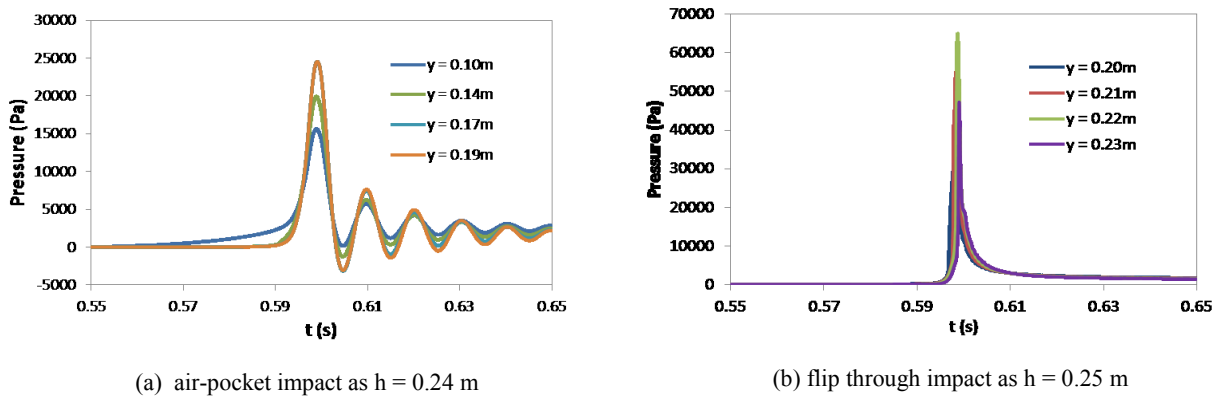 30000
25000
20000
15000
10000
5000
0
-5000
Pressure (Pa)
y = 0.10m
y = 0.14m
y = 0.17m
y = 0.19m
0.55 0.57 0.59 0.61 0.63 0.65
t (s)
(a) air-pocket impact as h = 0.24 m
70000
60000
50000
40000
30000
20000
10000
0
Pressure (Pa)
y = 0.20m
y = 0.21m
y = 0.22m
y = 0.23m
0.55 0.57 0.59 0.61 0.63 0.65
t (s)
(b) flip through impact as h = 0.25 m